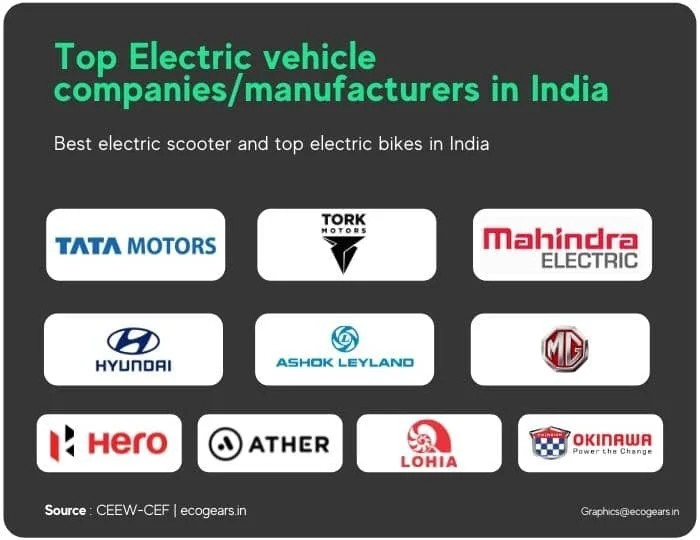 Top Electric vehicle
companies/manufacturers in India
Best electric scooter and top electric bikes in India
TATA MOTORS
TORK
MOTORS
Mahindra
ELECTRIC
HYUNDAI
ASHOK LEYLAND
MG
Hero
ATHER
LOHIA
OKINAWA
OKINAWA
Power the Change
Source : CEEW-CEF | ecogears.in
Graphics@ecogears.in